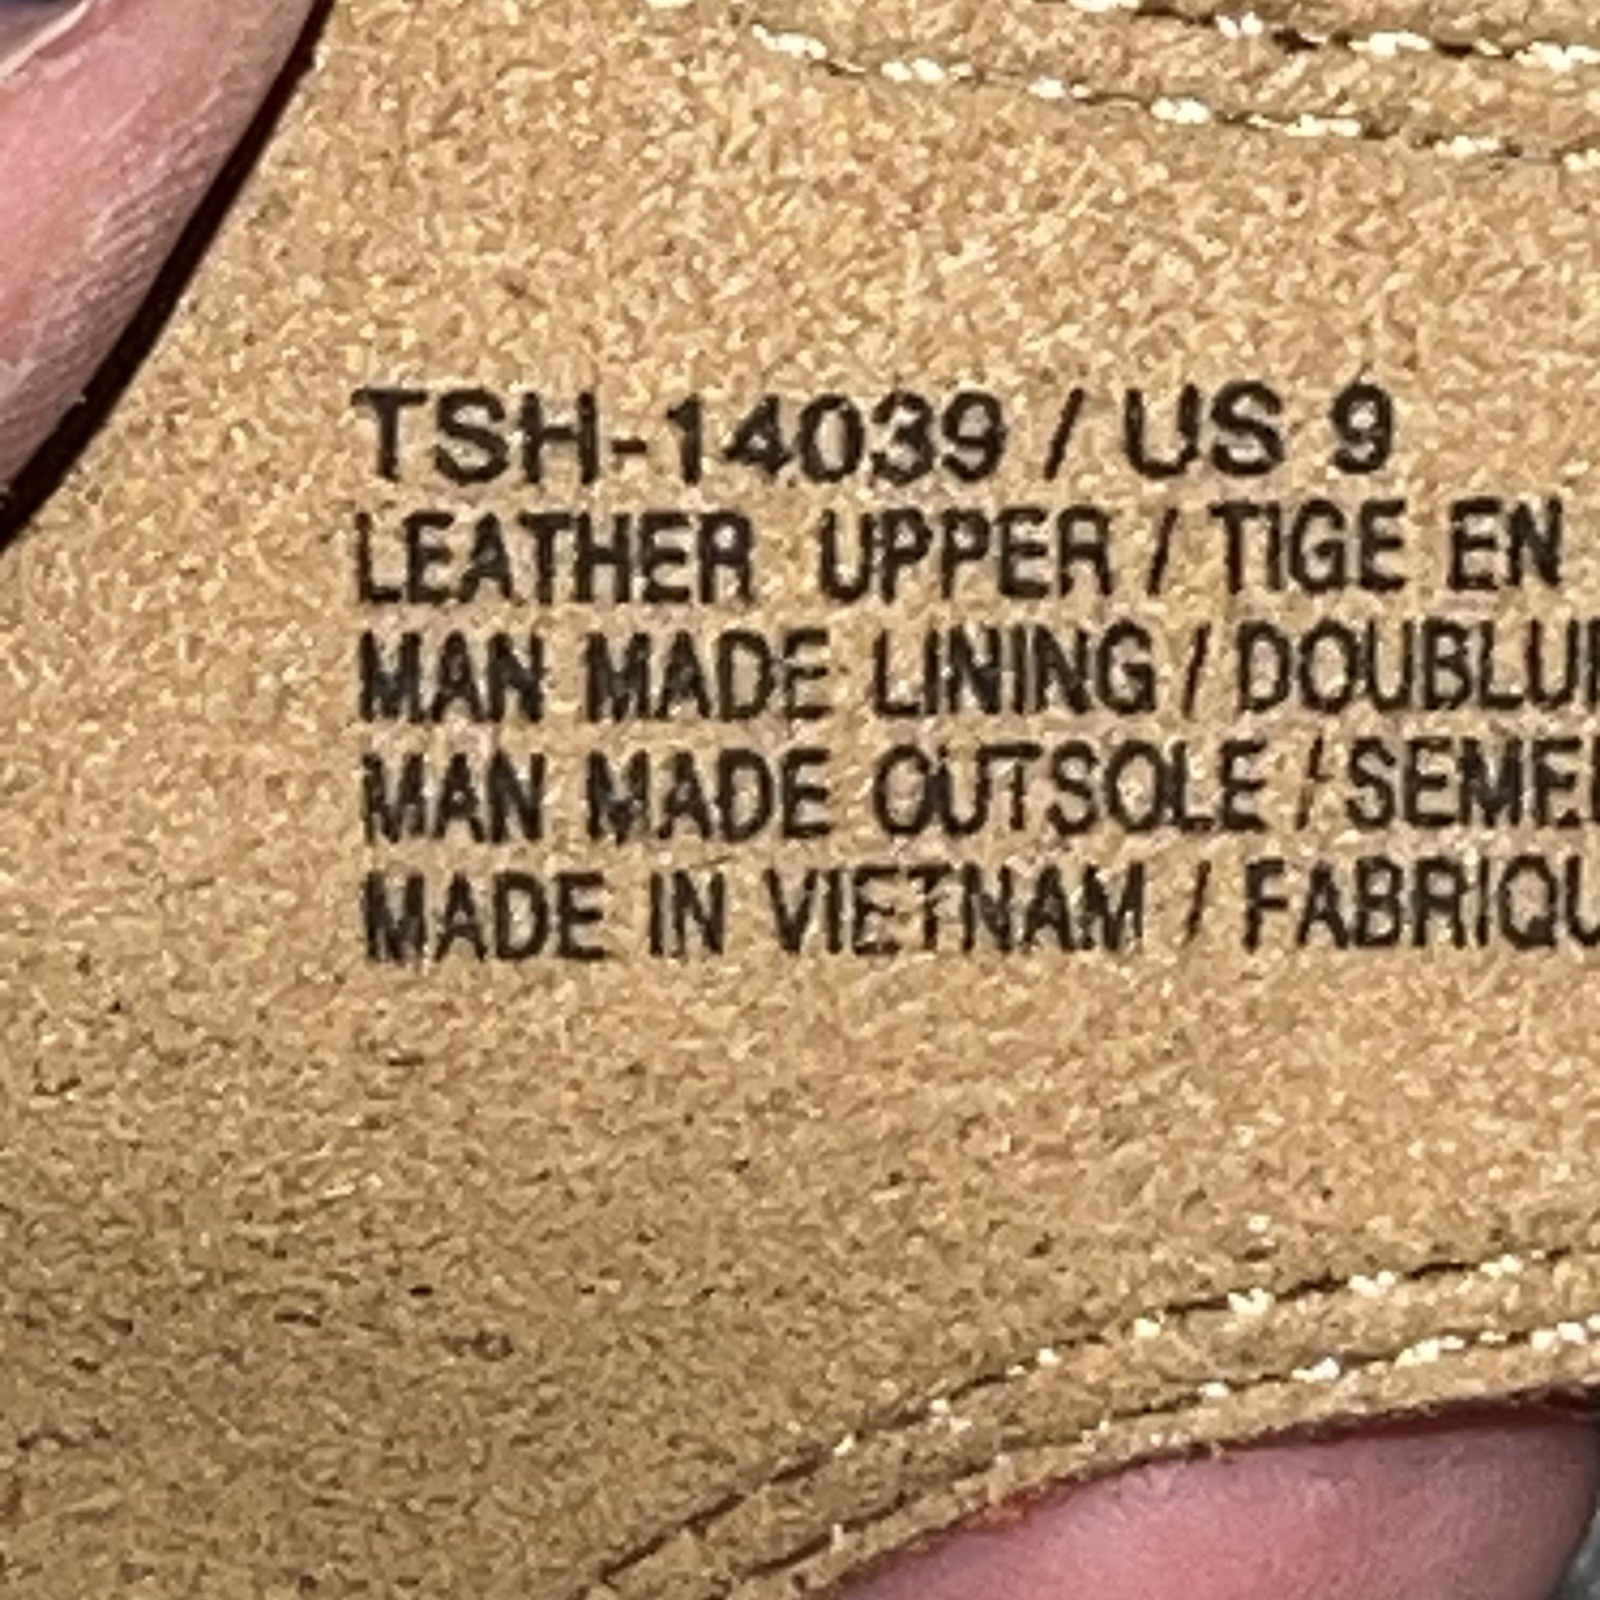 TSH-14039 / US 9
LEATHER UPPER / TIGE EN
MAN MADE LINING / DOUBLU
MAN MADE OUTSOLE / SEME
MADE IN VIETNAM / FABRIQU